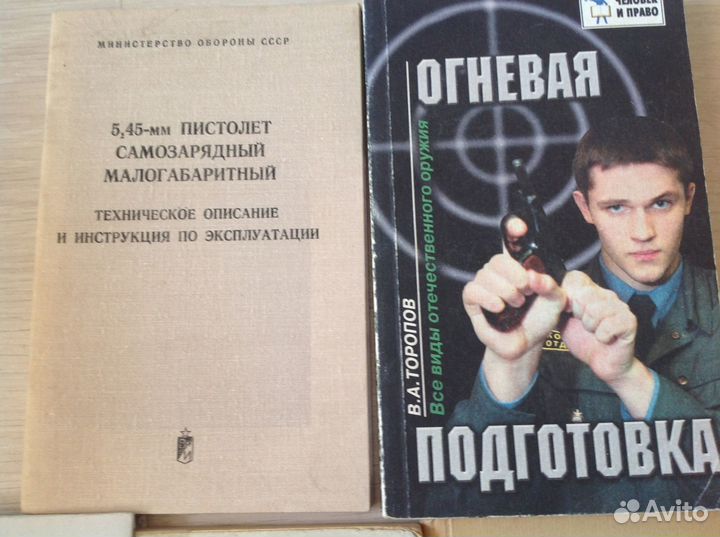 МИНИСТЕРСТВО ОБОРОНЫ СССР
5,45-мм ПИСТОЛЕТ
САМОЗАРЯДНЫЙ
МАЛОГАБАРИТНЫЙ
ТЕХНИЧЕСКОЕ ОПИСАНИЕ
И ИНСТРУКЦИЯ ПО ЭКСПЛУАТАЦИИ
ЧЕЛОВЕК
И ПРАВО
ОГНЕВАЯ
В.А.ТОРОПОВ
Все виды отечественного оружия
ПОДГОТОВКА
Avito